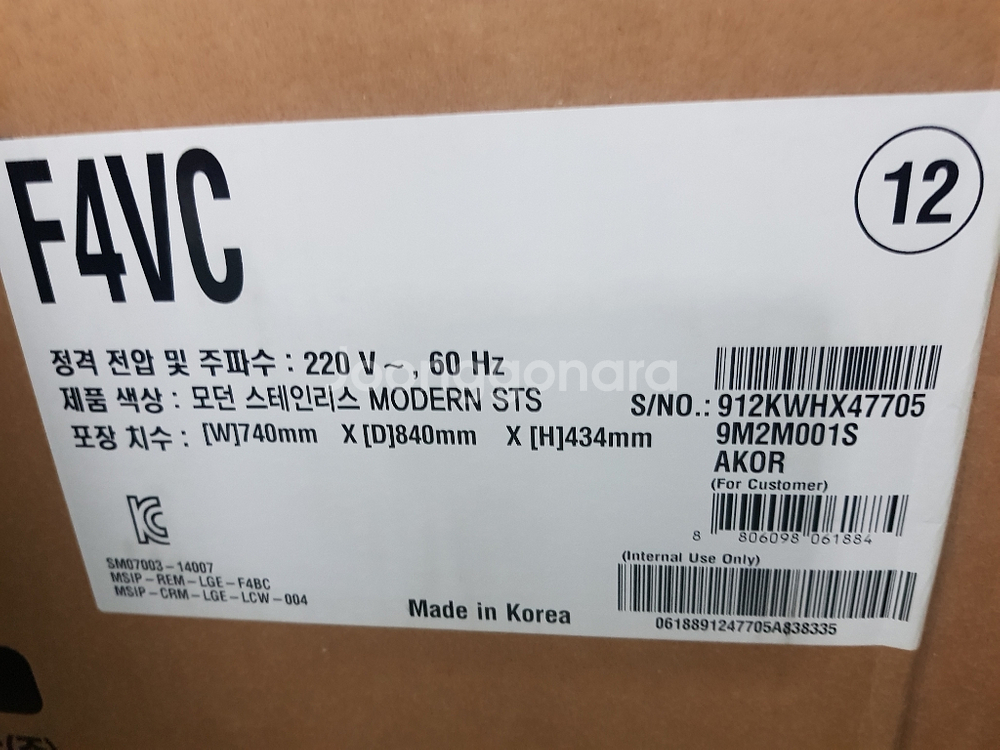 F4VC
12
정격 전압 및 주파수 : 220 V ~ , 60 Hz
제품 색상 : 모던 스테인리스 MODERN STS
포장 치수 : [W]740mm X [D]840mm X [H]434mm
S/NO.: 912KWHX47705
9M2M001S
AKOR
(For Customer)
8 806098 061884
SM07003-14007
MSIP-REM-LGE-F4BC
MSIP-CRM-LGE-LCW-004
Made in Korea
(Internal Use Only)
0618891247705A838335
joonggonara